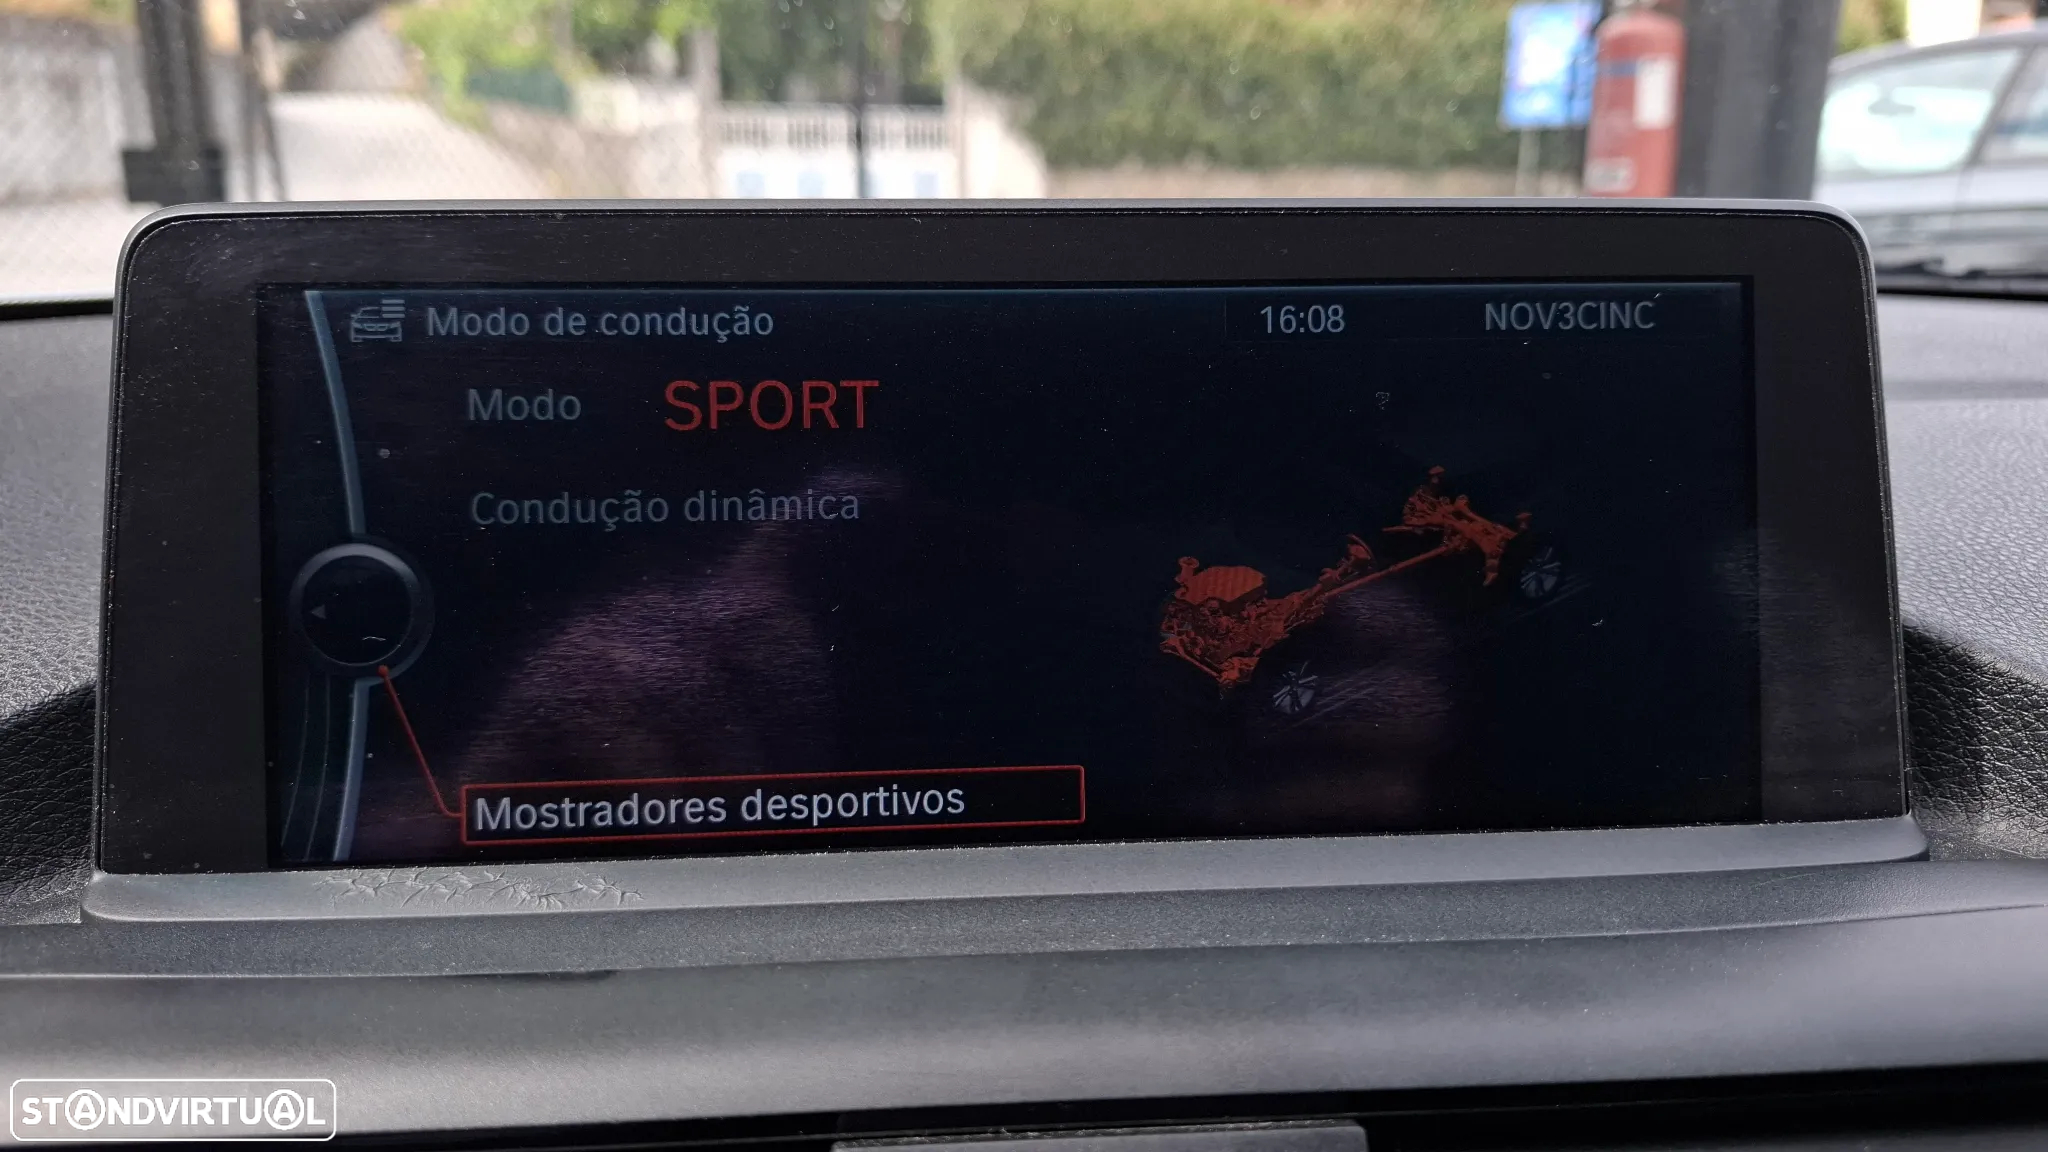 Modo de condução 16:08 NOV3CINC
Modo SPORT
Condução dinâmica
Mostradores desportivos
STANDVIRTUAL